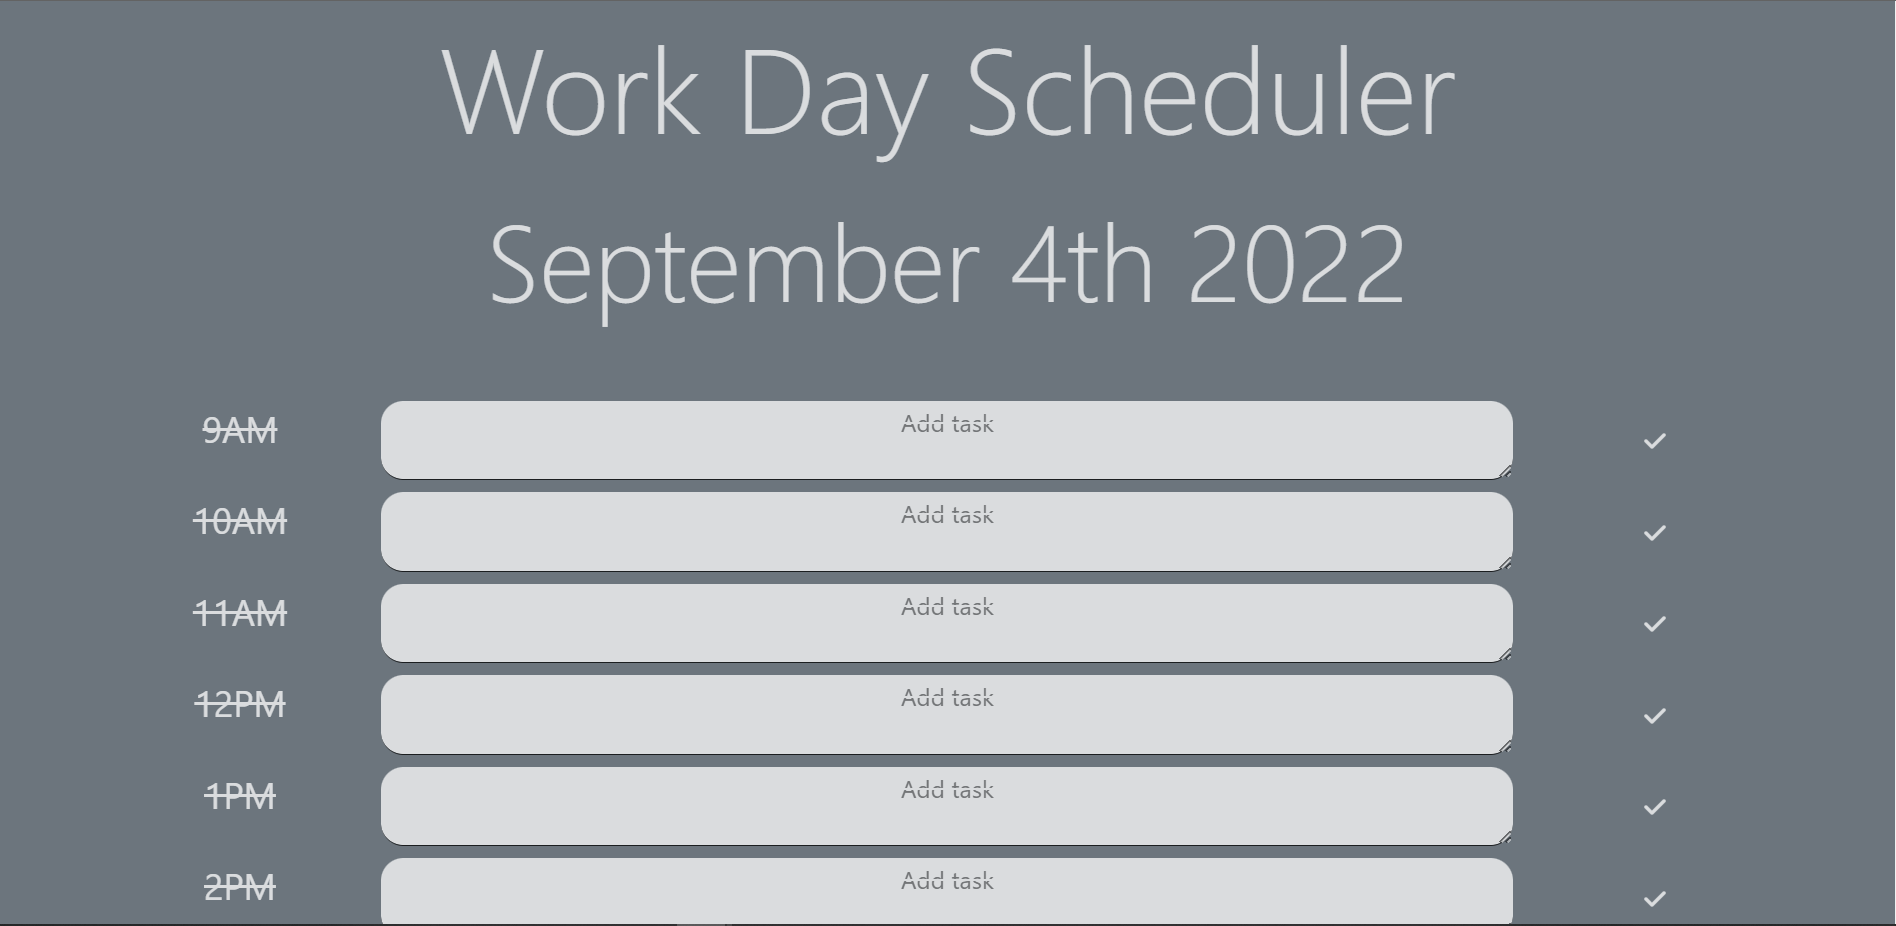 Work Day Scheduler
September 4th 2022
9AM Add task
10AM Add task
11AM Add task
12PM Add task
1PM Add task
2PM Add task